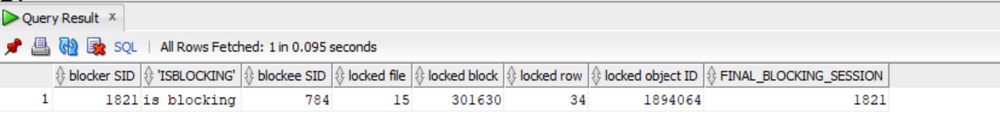 Query Result x
SQL | All Rows Fetched: 1 in 0.095 seconds
blocker SID 'ISBLOCKING' blockee SID locked file locked block locked row locked object ID FINAL_BLOCKING_SESSION
1 1821 is blocking 784 15 301630 34 1894064 1821